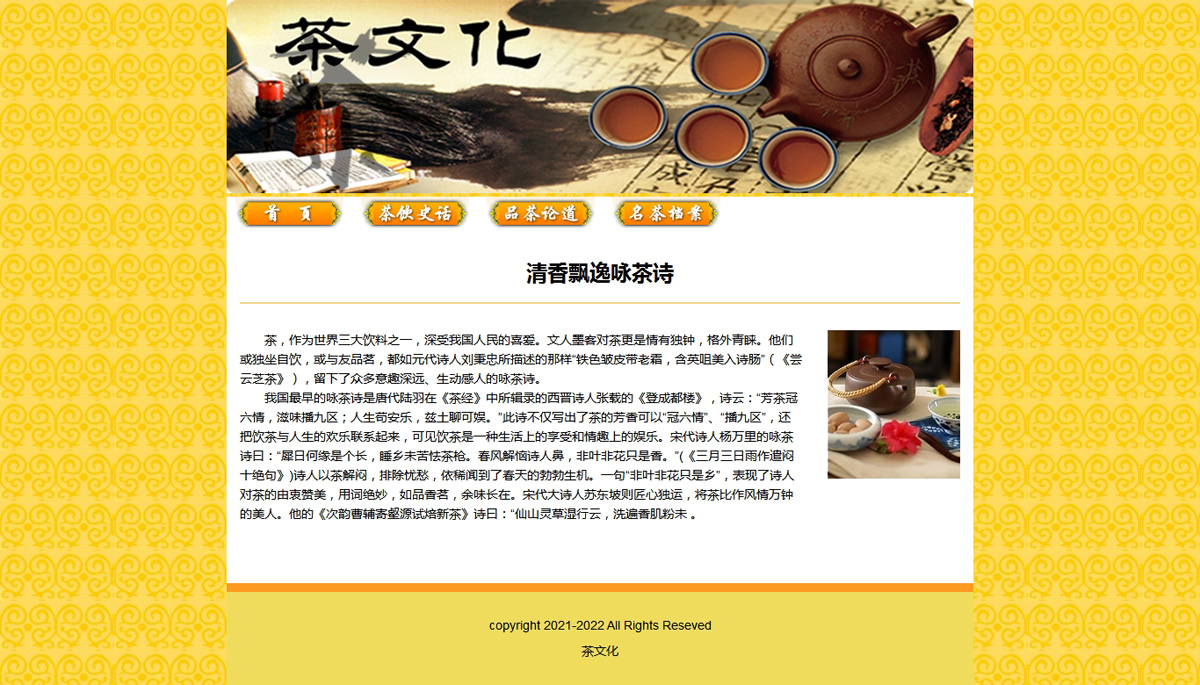 茶文化
首 頁
茶飲史话
品茶论道
名茶档案
清香飘逸咏茶诗
茶，作为世界三大饮料之一，深受我国人民的喜爱。文人墨客对茶更是情有独钟，格外青睐。他们
或独坐自饮，或与友品茗，都如元代诗人刘秉忠所描述的那样“铁色皱皮带老霜，含英咀美入诗肠”（《尝
云芝茶》），留下了众多意趣深远、生动感人的咏茶诗。
我国最早的咏茶诗是唐代陆羽在《茶经》中所缉录的西晋诗人张载的《登成都楼》，诗云：“芳茶冠
六情，滋味播九区；人生苟安乐，兹土聊可娱。”此诗不仅写出了茶的芳香可以“冠六情”、“播九区”，还
把饮茶与人生的欢乐联系起来，可见饮茶是一种生活上的享受和情趣上的娱乐。宋代诗人杨万里的咏茶
诗曰：“犀日何缘是个长，睡乡未苦怯茶枪。春风解恼诗人鼻，非叶非花只是香。”(《三月三日雨作遣闷
十绝句》)诗人以茶解闷，排除忧愁，依稀闻到了春天的勃勃生机。一句“非叶非花只是乡”，表现了诗人
对茶的由衷赞美，用词绝妙，如品香茗，余味长在。宋代大诗人苏东坡则匠心独运，将茶比作风情万钟
的美人。他的《次韵曹辅寄壑源试焙新茶》诗曰：“仙山灵草湿行云，洗遍香肌粉未 。
copyright 2021-2022 All Rights Reseved
茶文化